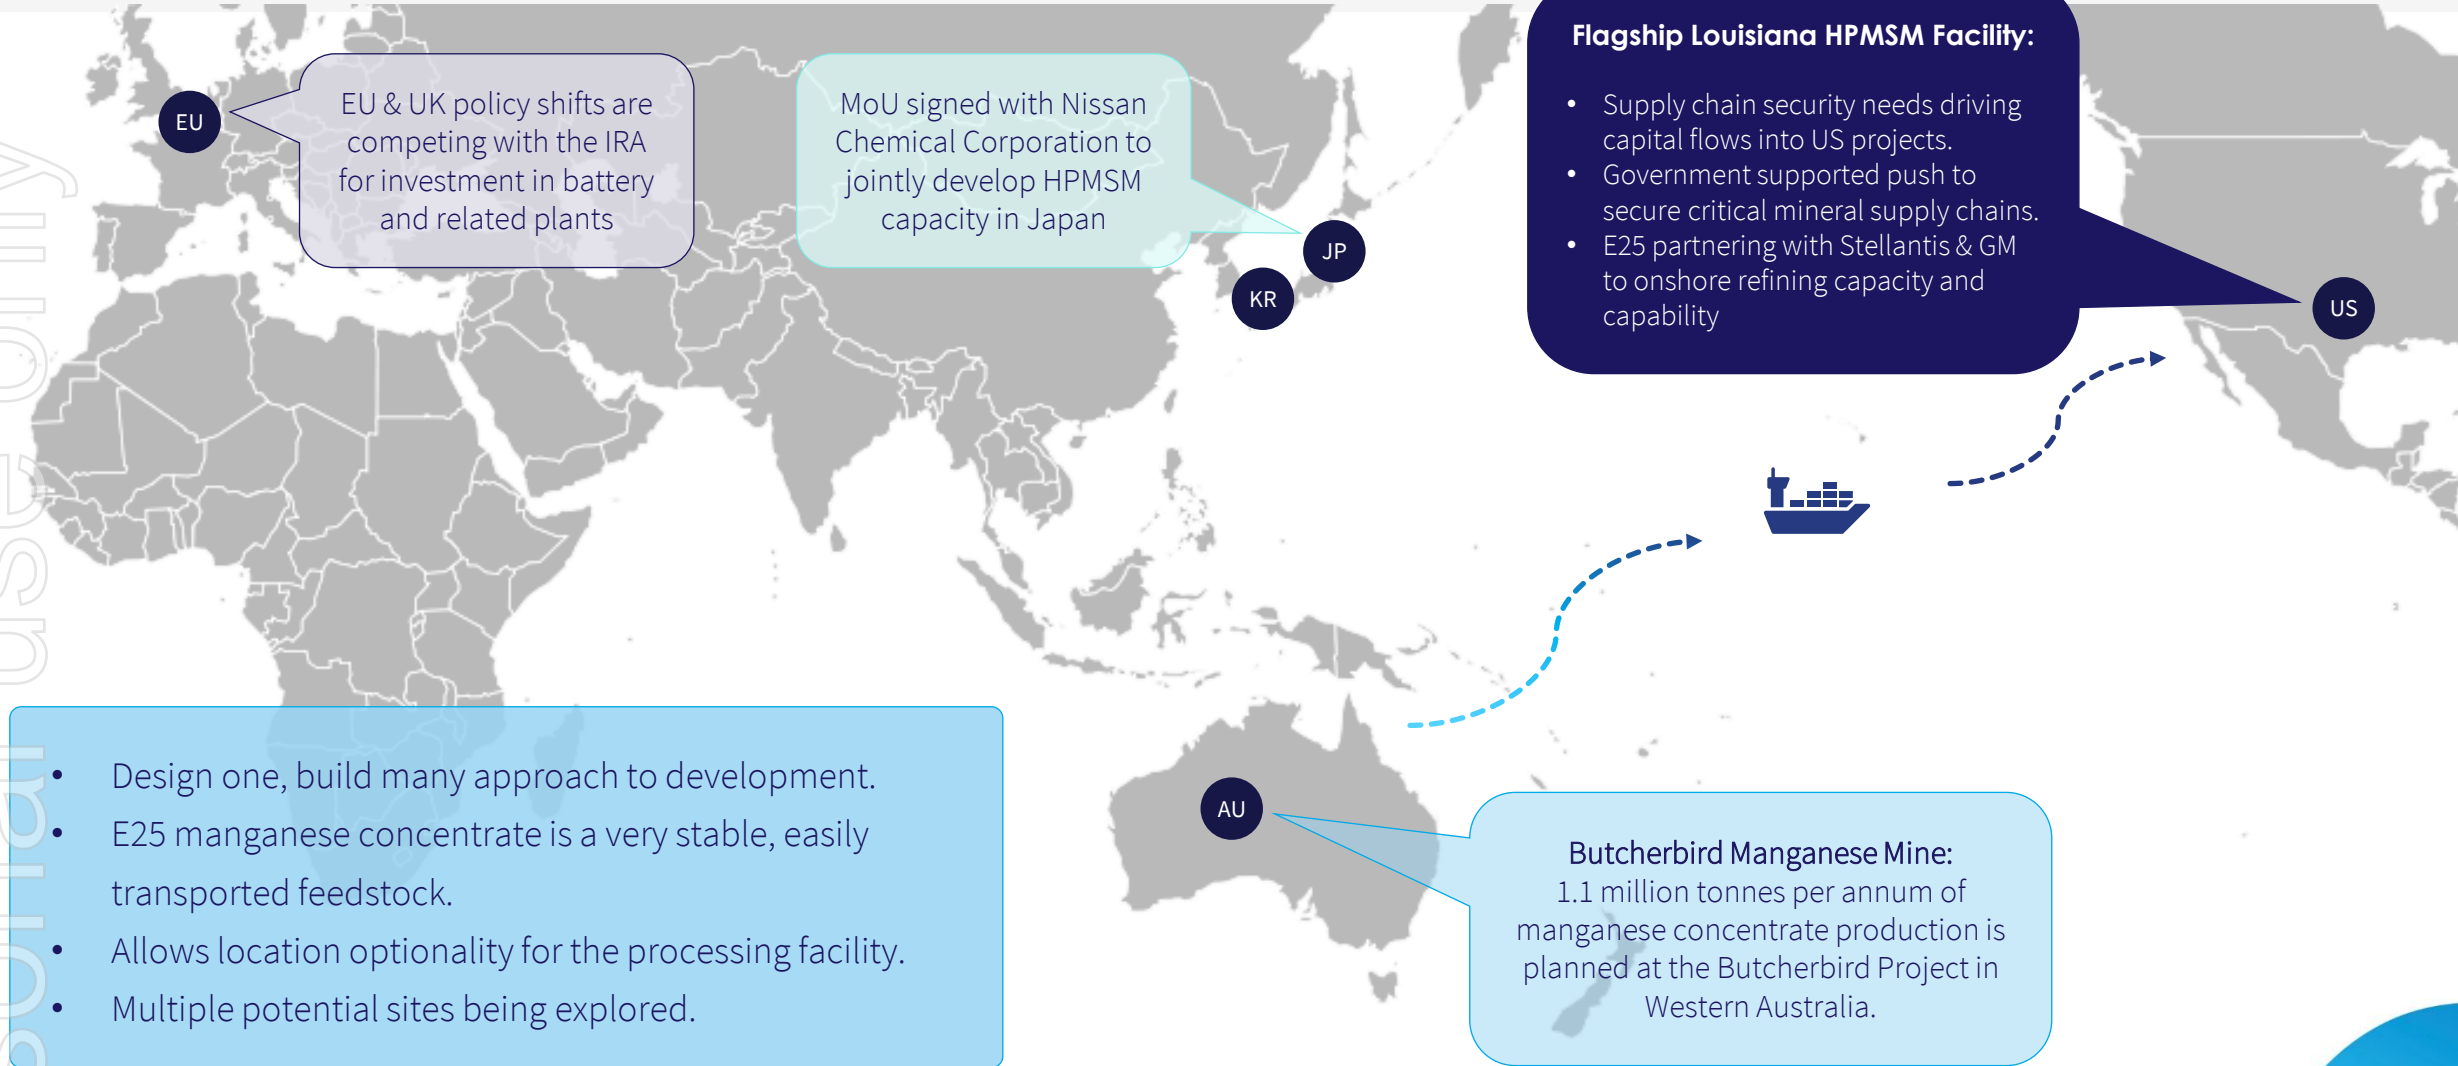 Flagship Louisiana HPMSM Facility:
• Supply chain security needs driving
capital flows into US projects.
• Government supported push to
secure critical mineral supply chains.
• E25 partnering with Stellantis & GM
to onshore refining capacity and
capability
EU & UK policy shifts are
competing with the IRA
for investment in battery
and related plants
MoU signed with Nissan
Chemical Corporation to
jointly develop HPMSM
capacity in Japan
EU
JP
KR
US
AU
• Design one, build many approach to development.
• E25 manganese concentrate is a very stable, easily
transported feedstock.
• Allows location optionality for the processing facility.
• Multiple potential sites being explored.
Butcherbird Manganese Mine:
1.1 million tonnes per annum of
manganese concentrate production is
planned at the Butcherbird Project in
Western Australia.
use only